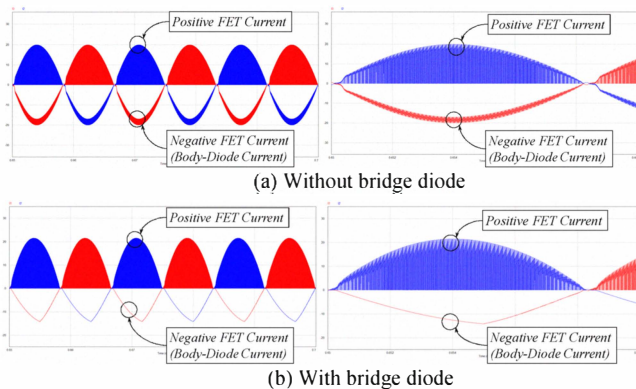 Positive FET Current
Positive FET Current
Negative FET Current
(Body-Diode Current)
Negative FET Current
(Body-Diode Current)
(a) Without bridge diode
Positive FET Current
Positive FET Current
Negative FET Current
(Body-Diode Current)
Negative FET Current
(Body-Diode Current)
(b) With bridge diode